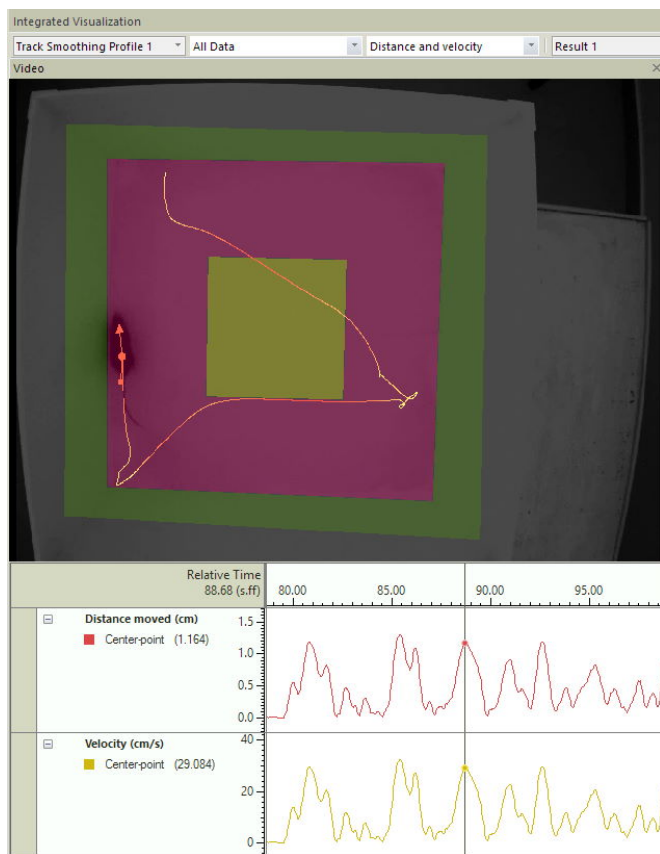 Integrated Visualization
Track Smoothing Profile 1 All Data Distance and velocity Result 1
Video
Relative Time
88.68 (s.ff)
80.00 85.00 90.00 95.00
Distance moved (cm)
Center-point (1.164)
1.5
1.0
0.5
0.0
Velocity (cm/s)
Center-point (29.084)
40
20
0